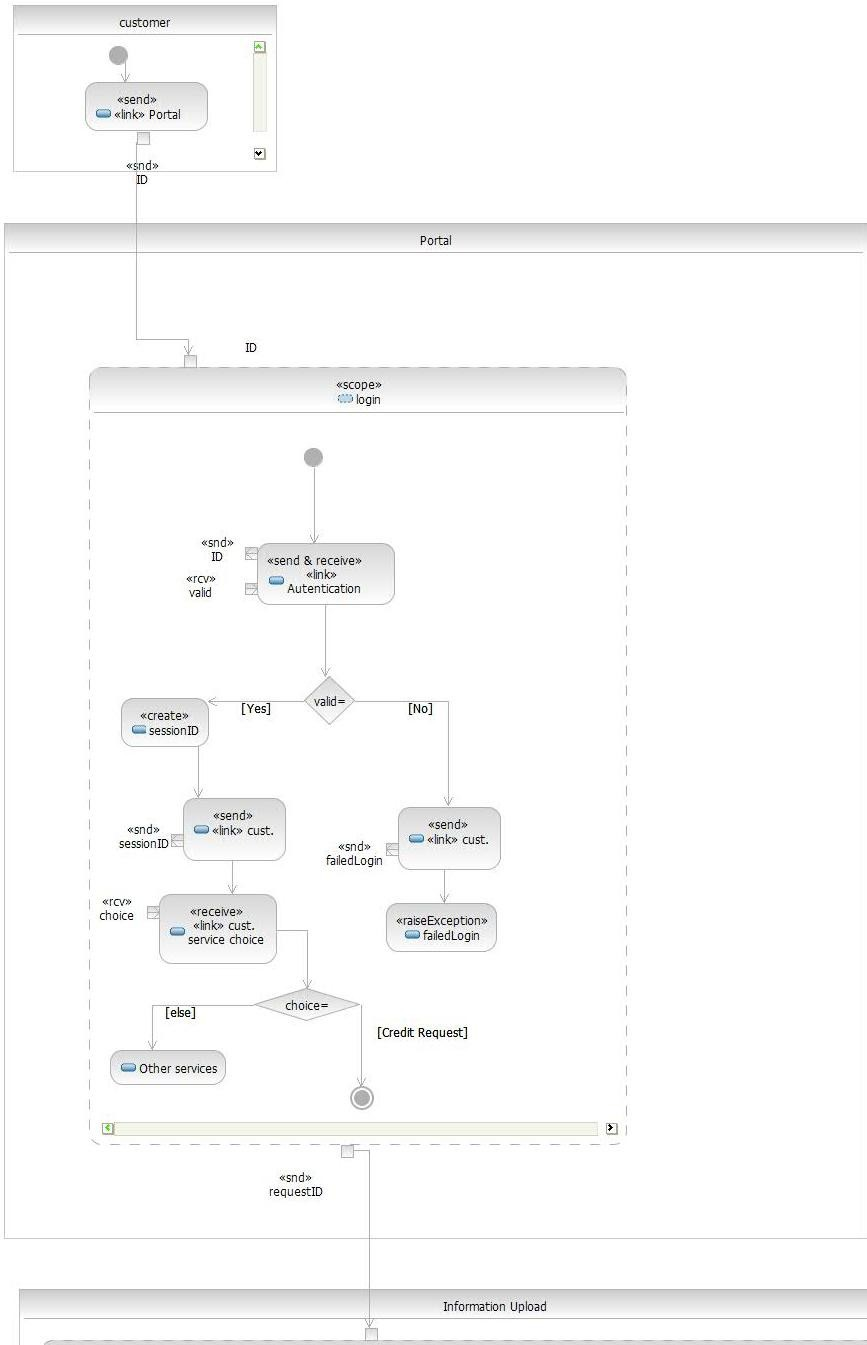 customer
«send»
«link» Portal
«snd»
ID
Portal
ID
«scope»
login
«snd»
ID
«send & receive»
«link»
Autentication
«rcv»
valid
valid=
[Yes]
[No]
«create»
sessionID
«send»
«link» cust.
«snd»
sessionID
«send»
«link» cust.
«snd»
failedLogin
«rcv»
choice
«receive»
«link» cust.
service choice
«raiseException»
failedLogin
choice=
[else]
[Credit Request]
Other services
«snd»
requestID
Information Upload